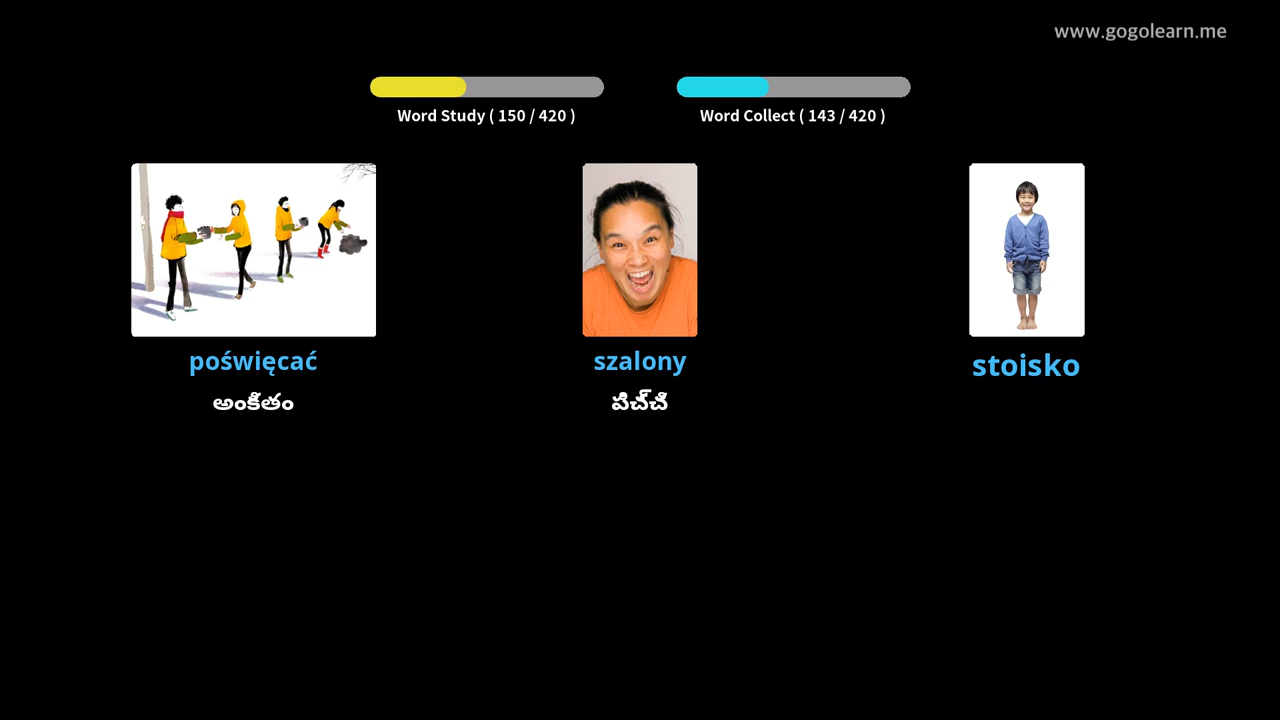 www.gogolearn.me
Word Study ( 150 / 420 )
Word Collect ( 143 / 420 )
poświęcać
szalony
stoisko
అంకితం
పిచ్చి